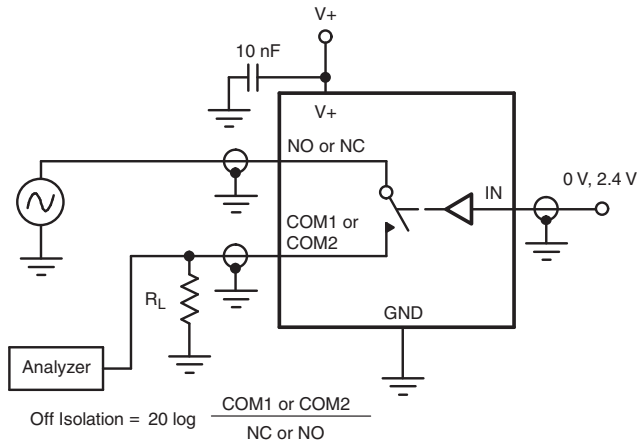 V+
10 nF
V+
NO or NC
0 V, 2.4 V
IN
COM1 or
COM2
RL
GND
Analyzer
Off Isolation = 20 log COM1 or COM2
NC or NO